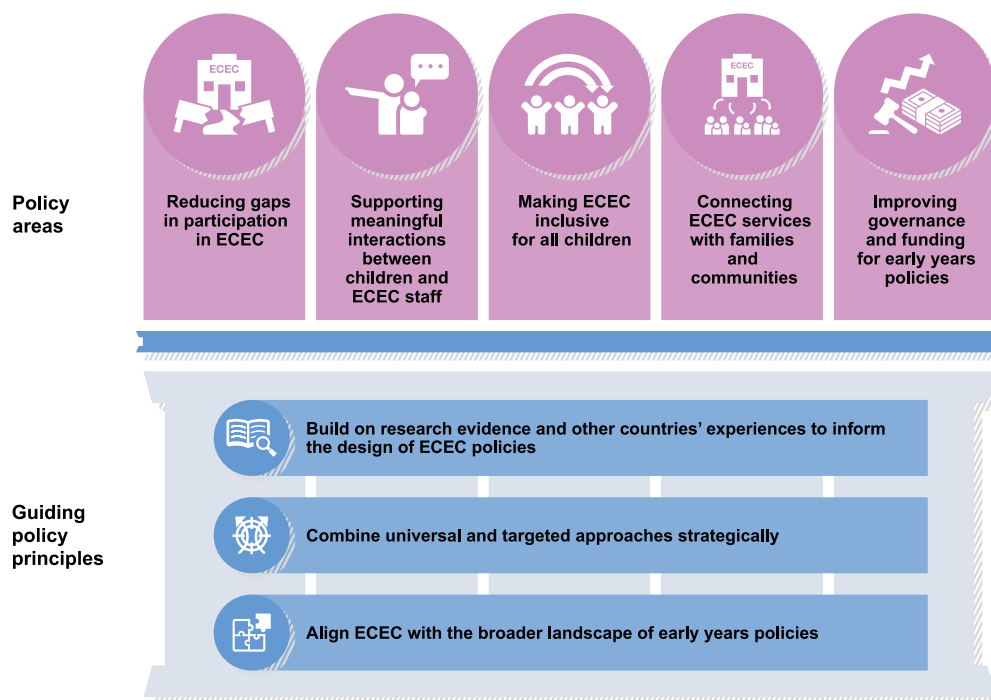 ECEC
ECEC
Policy
areas
Reducing gaps
in participation
in ECEC
Supporting
meaningful
interactions
between
children and
ECEC staff
Making ECEC
inclusive
for all children
Connecting
ECEC services
with families
and
communities
Improving
governance
and funding
for early years
policies
Guiding
policy
principles
Build on research evidence and other countries’ experiences to inform
the design of ECEC policies
Combine universal and targeted approaches strategically
Align ECEC with the broader landscape of early years policies